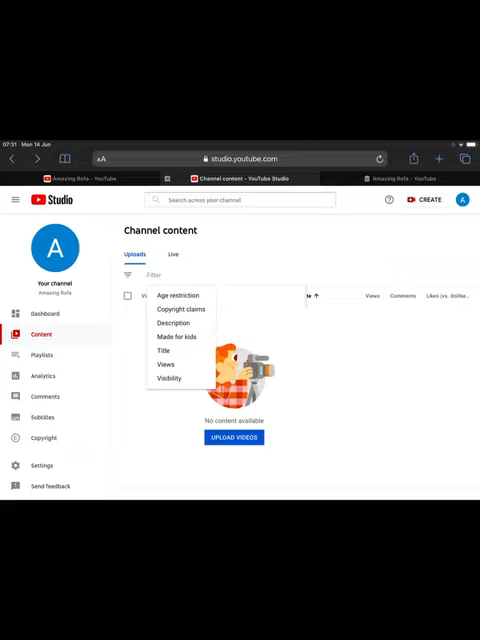 07:31 Mon 14 Jun
AA studio.youtube.com
Amazing Rofa - YouTube
Channel content - YouTube Studio
Amazing Rofa - YouTube
Studio
Search across your channel
CREATE
A
A
Your channel
Amazing Rofa
Dashboard
Content
Playlists
Analytics
Comments
Subtitles
Copyright
Settings
Send feedback
Channel content
Uploads Live
Filter
Views Comments Likes (vs. dislike...
Age restriction
Copyright claims
Description
Made for kids
Title
Views
Visibility
No content available
UPLOAD VIDEOS